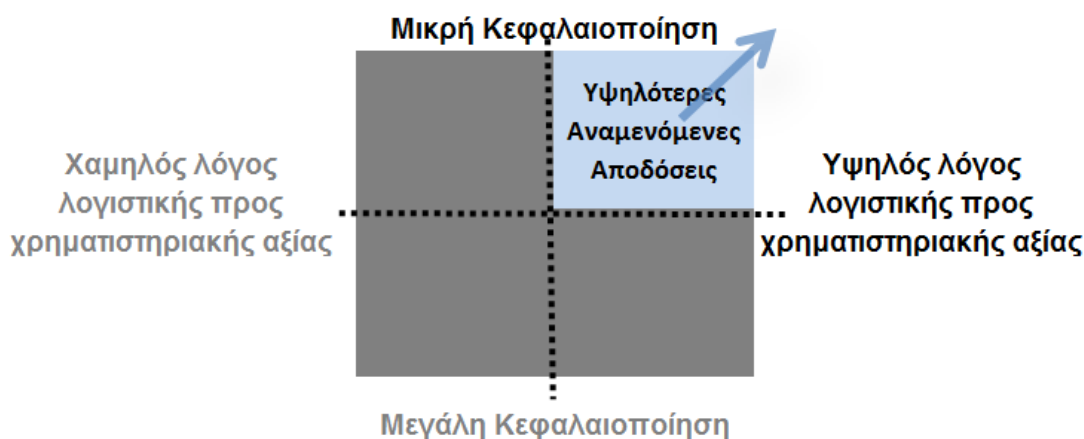 Μικρή Κεφαλαιοποίηση
Υψηλότερες
Αναμενόμενες
Αποδόσεις
Χαμηλός λόγος
λογιστικής προς
χρηματιστηριακής αξίας
Υψηλός λόγος
λογιστικής προς
χρηματιστηριακής αξίας
Μεγάλη Κεφαλαιοποίηση